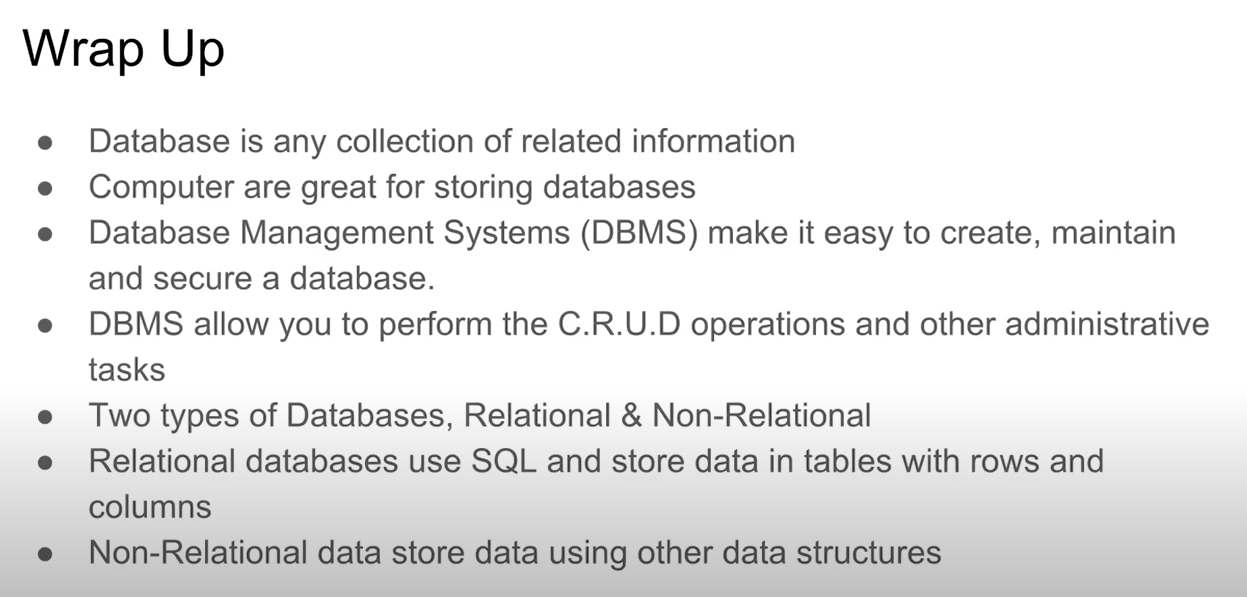 Wrap Up
● Database is any collection of related information
● Computer are great for storing databases
● Database Management Systems (DBMS) make it easy to create, maintain
and secure a database.
● DBMS allow you to perform the C.R.U.D operations and other administrative
tasks
● Two types of Databases, Relational & Non-Relational
● Relational databases use SQL and store data in tables with rows and
columns
● Non-Relational data store data using other data structures